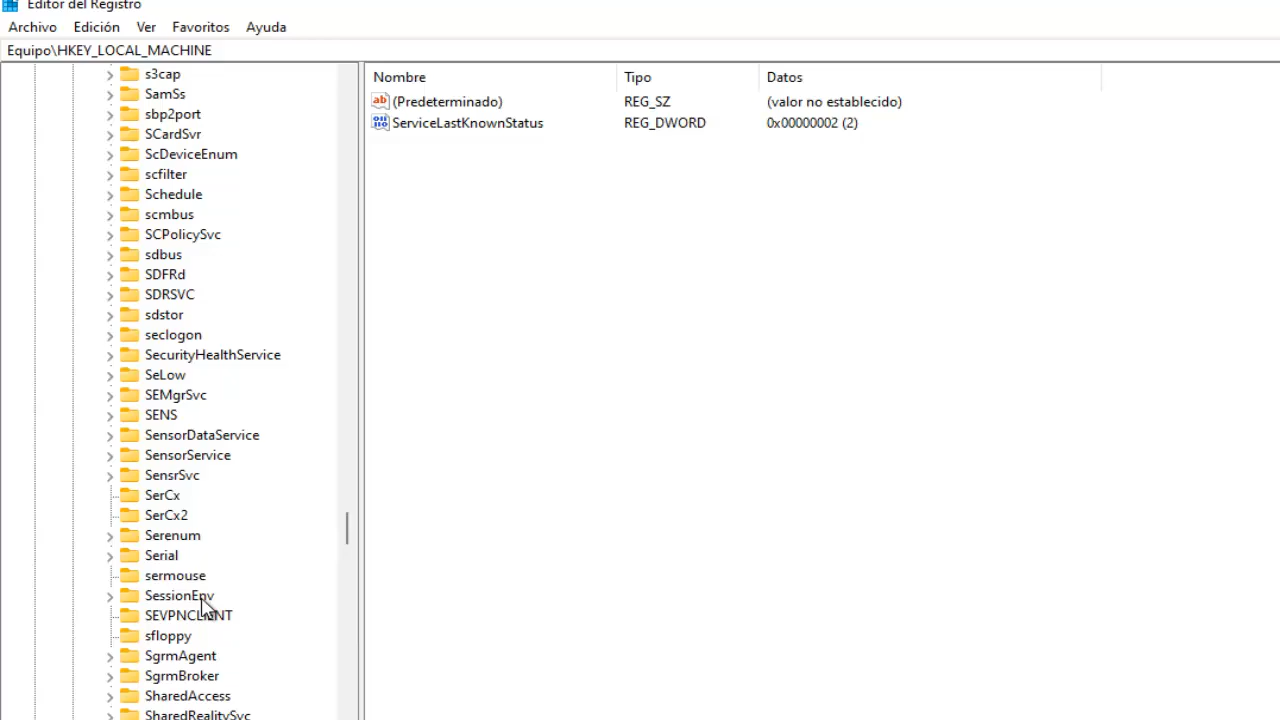 Editor del Registro
Archivo Edición Ver Favoritos Ayuda
Equipo\HKEY_LOCAL_MACHINE
s3cap
SamSs
sbp2port
SCardSvr
ScDeviceEnum
scfilter
Schedule
scmbus
SCPolicySvc
sdbus
SDFRd
SDRSVC
sdstor
seclogon
SecurityHealthService
SeLow
SEMgrSvc
SENS
SensorDataService
SensorService
SensrSvc
SerCx
SerCx2
Serenum
Serial
sermouse
SessionEnv
SEVPNCLIENT
sfloppy
SgrmAgent
SgrmBroker
SharedAccess
SharedRealitySvc
Nombre Tipo Datos
(Predeterminado) REG_SZ (valor no establecido)
ServiceLastKnownStatus REG_DWORD 0x00000002 (2)